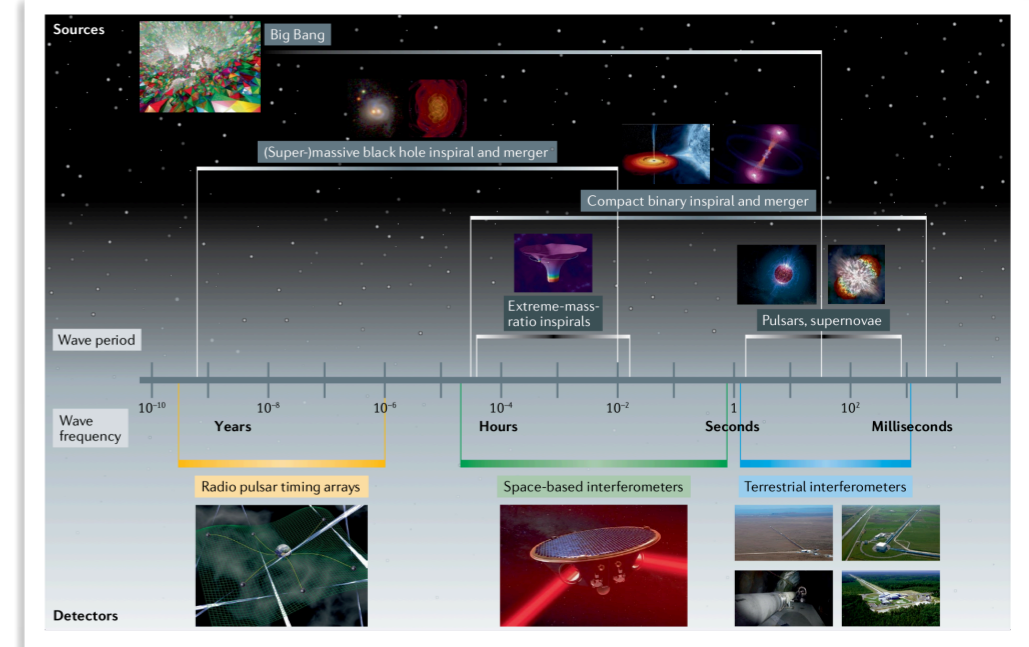 Sources
Big Bang
(Super-)massive black hole inspiral and merger
Compact binary inspiral and merger
Extreme-mass-
ratio inspirals
Pulsars, supernovae
Wave period
10⁻¹⁰
10⁻⁸
10⁻⁶
10⁻⁴
10⁻²
1
10²
Wave
frequency
Years
Hours
Seconds
Milliseconds
Radio pulsar timing arrays
Space-based interferometers
Terrestrial interferometers
Detectors